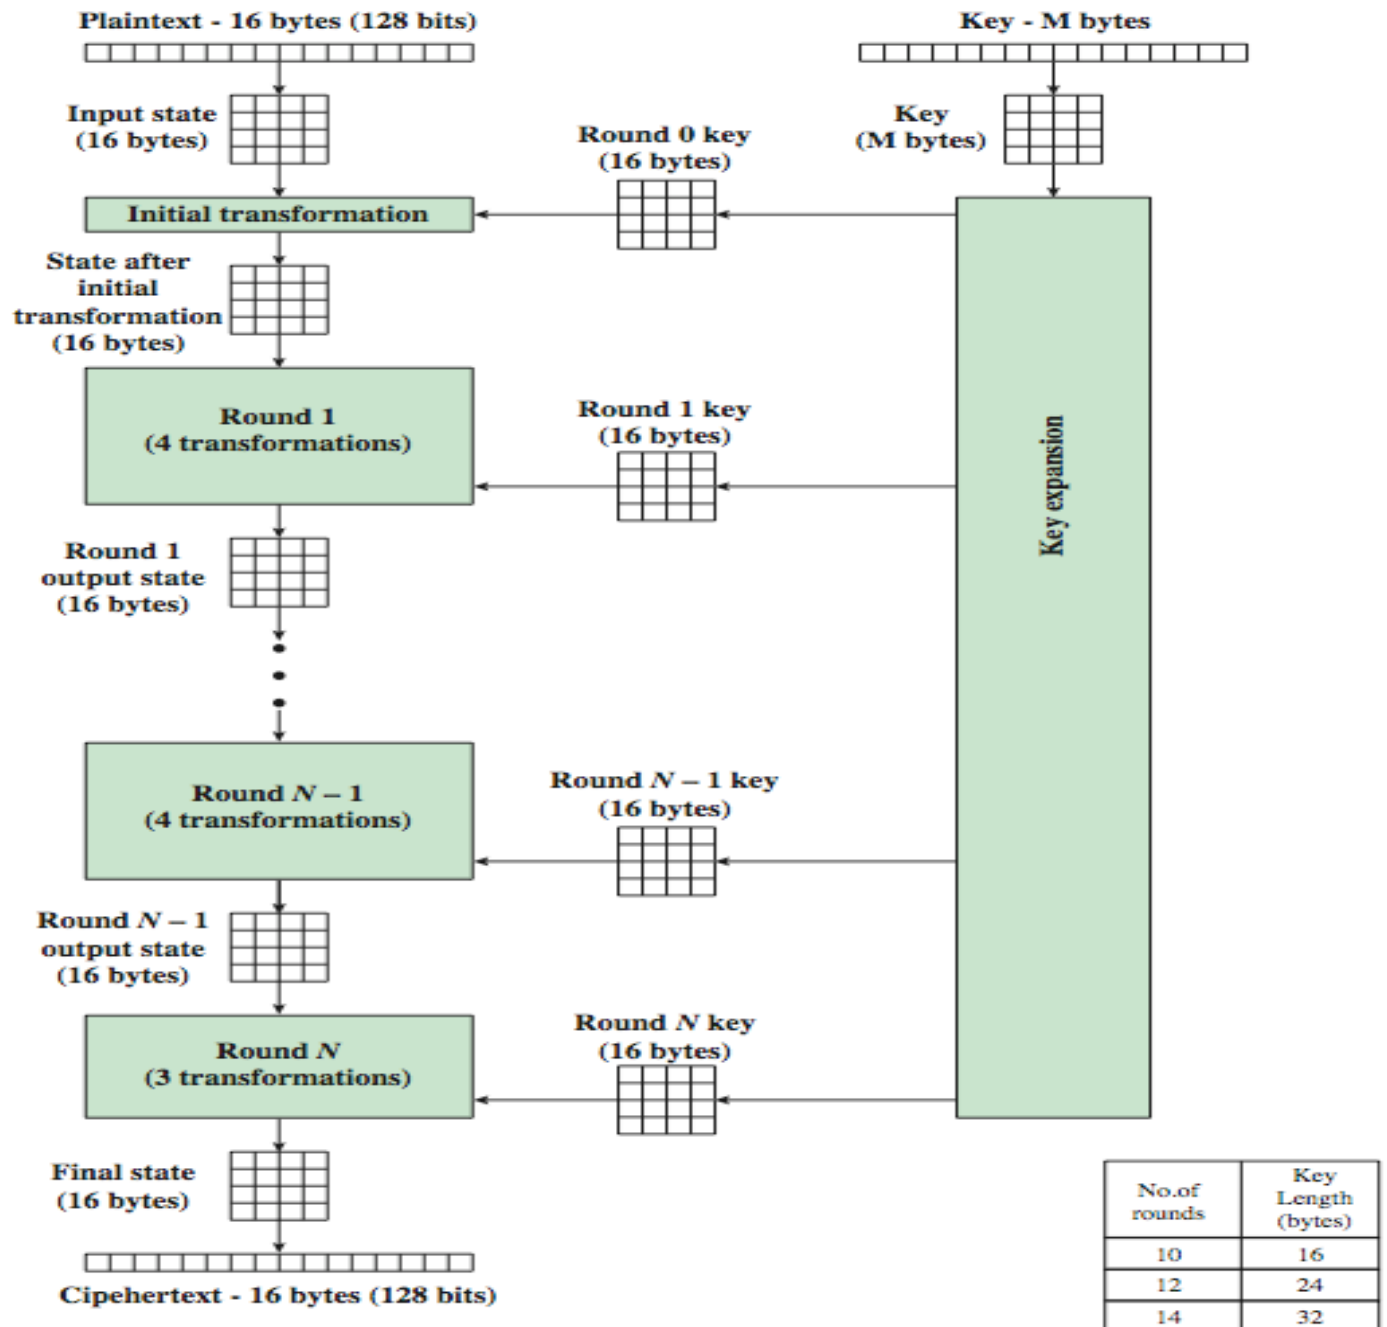 Plaintext - 16 bytes (128 bits)
Key - M bytes
Input state
(16 bytes)
Key
(M bytes)
Round 0 key
(16 bytes)
Initial transformation
State after
initial
transformation
(16 bytes)
Round 1
(4 transformations)
Round 1 key
(16 bytes)
Key expansion
Round 1
output state
(16 bytes)
Round N – 1
(4 transformations)
Round N – 1 key
(16 bytes)
Round N – 1
output state
(16 bytes)
Round N
(3 transformations)
Round N key
(16 bytes)
Final state
(16 bytes)
Cipehertext - 16 bytes (128 bits)
No.of
rounds
Key
Length
(bytes)
10 16
12 24
14 32